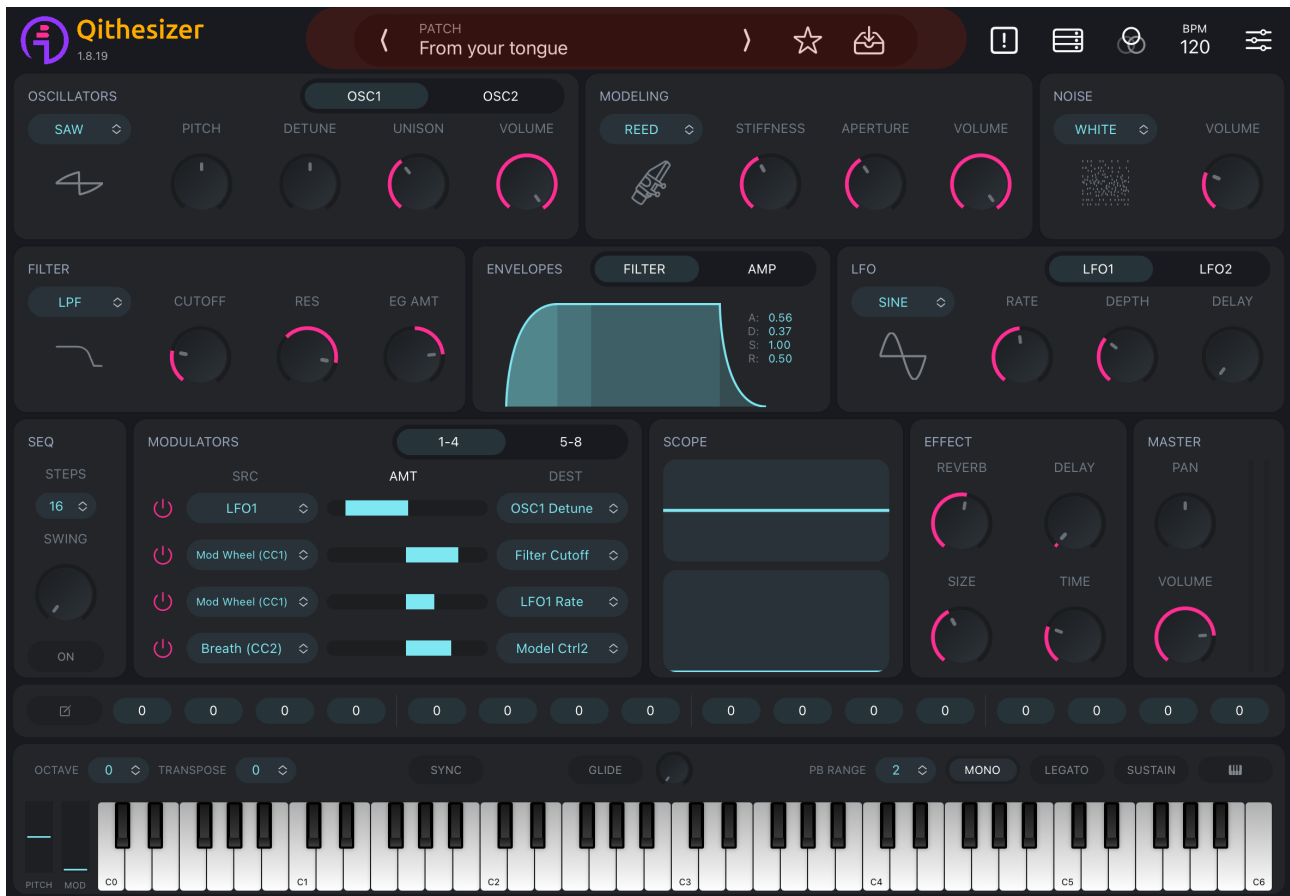 Qithesizer
1.8.19
PATCH
From your tongue
BPM
120
OSCILLATORS OSC1 OSC2
SAW PITCH DETUNE UNISON VOLUME
MODELING
REED STIFFNESS APERTURE VOLUME
NOISE
WHITE VOLUME
FILTER
LPF CUTOFF RES EG AMT
ENVELOPES FILTER AMP
A: 0.56
D: 0.37
S: 1.00
R: 0.50
LFO LFO1 LFO2
SINE RATE DEPTH DELAY
SEQ
STEPS
16
SWING
ON
MODULATORS 1-4 5-8
SRC AMT DEST
LFO1 OSC1 Detune
Mod Wheel (CC1) Filter Cutoff
Mod Wheel (CC1) LFO1 Rate
Breath (CC2) Model Ctrl2
SCOPE
EFFECT
REVERB DELAY
SIZE TIME
MASTER
PAN
VOLUME
0 0 0 0 0 0 0 0 0 0 0 0 0 0 0 0
OCTAVE 0 TRANSPOSE 0 SYNC GLIDE PB RANGE 2 MONO LEGATO SUSTAIN
PITCH MOD C0 C1 C2 C3 C4 C5 C6